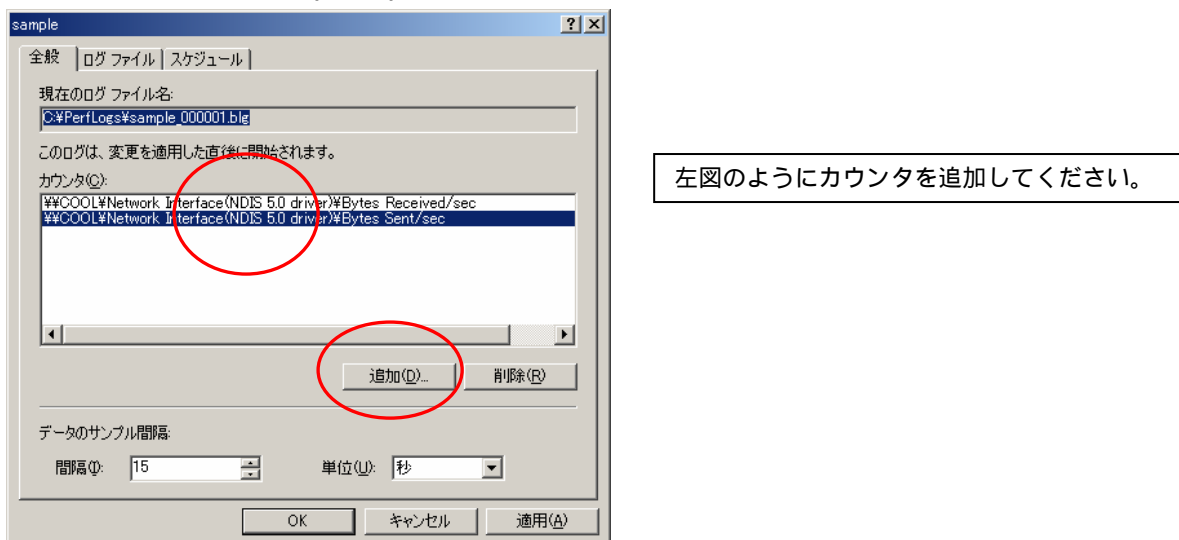 sample
全般 ログ ファイル スケジュール
現在のログ ファイル名:
C:¥PerfLogs¥sample_000001.blg
このログは、変更を適用した直後に開始されます。
カウンタ(C):
¥¥COOL¥Network Interface(NDIS 5.0 driver)¥Bytes Received/sec
¥¥COOL¥Network Interface(NDIS 5.0 driver)¥Bytes Sent/sec
追加(D)... 削除(R)
データのサンプル間隔:
間隔(I): 15 単位(U): 秒
OK キャンセル 適用(A)
左図のようにカウンタを追加してください。